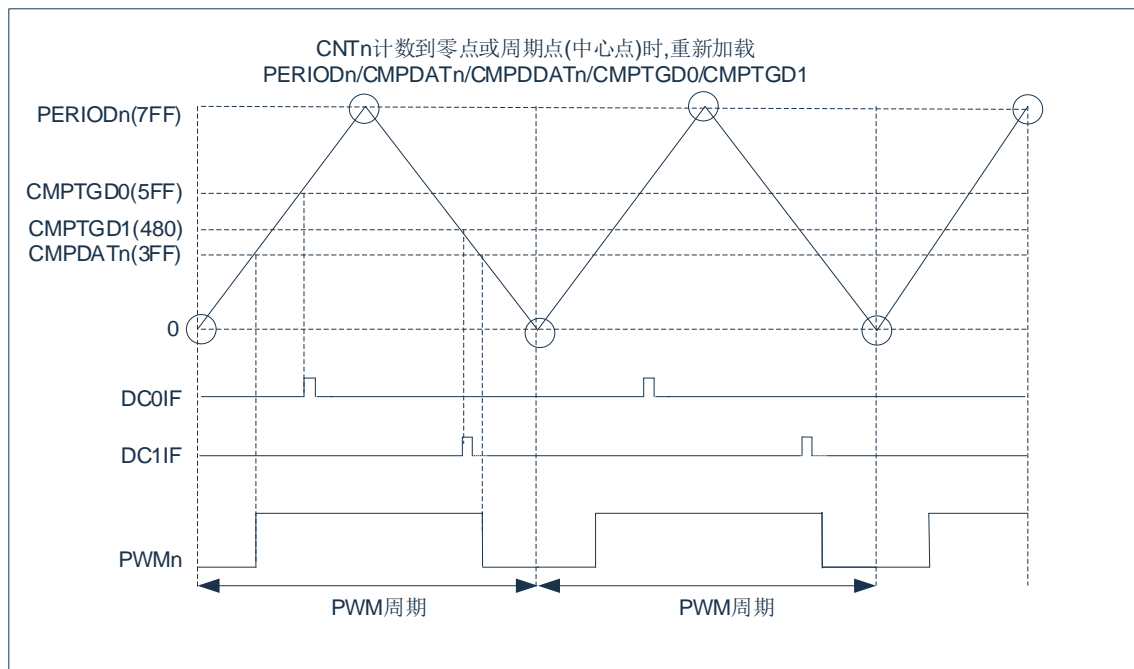 CNTn计数到零点或周期点(中心点)时,重新加载
PERIODn/CMPDATn/CMPDDATn/CMPTGD0/CMPTGD1
PERIODn(7FF)
CMPTGD0(5FF)
CMPTGD1(480)
CMPDATn(3FF)
0
DC0IF
DC1IF
PWMn
PWM周期
PWM周期